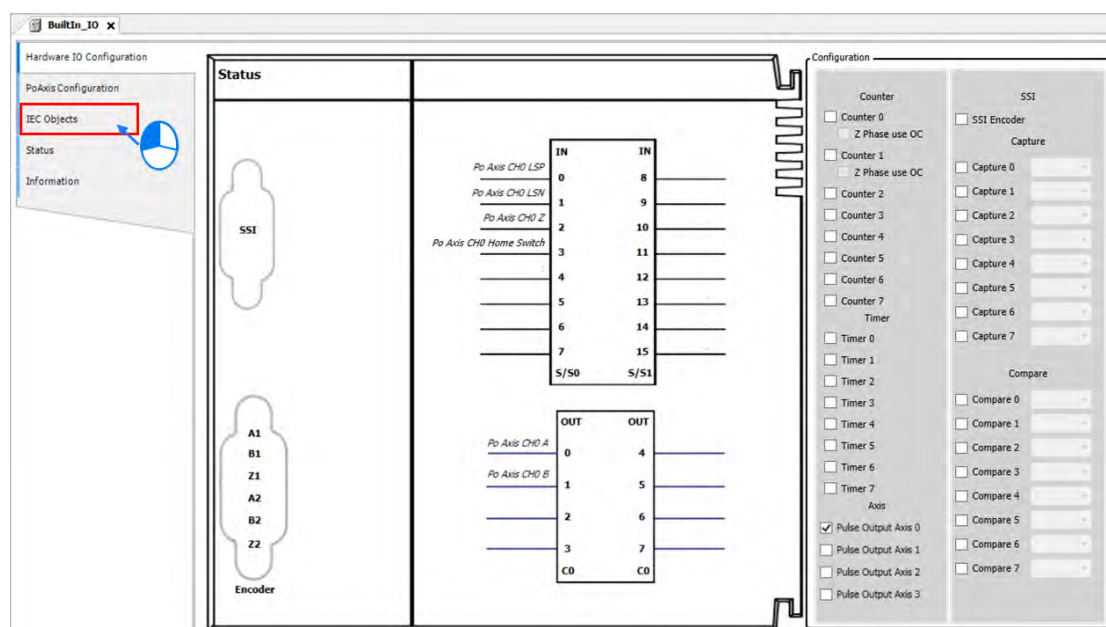 BuiltIn_IO x
Hardware IO Configuration
PoAxis Configuration
IEC Objects
Status
Information
Status
SSI
A1
B1
Z1
A2
B2
Z2
Encoder
IN IN
Po Axis CH0 LSP 0 8
Po Axis CH0 LSN 1 9
Po Axis CH0 Z 2 10
Po Axis CH0 Home Switch 3 11
4 12
5 13
6 14
7 15
S/S0 S/S1
OUT OUT
Po Axis CH0 A 0 4
Po Axis CH0 B 1 5
2 6
3 7
C0 C0
Configuration
Counter
Counter 0
Z Phase use OC
Counter 1
Z Phase use OC
Counter 2
Counter 3
Counter 4
Counter 5
Counter 6
Counter 7
Timer
Timer 0
Timer 1
Timer 2
Timer 3
Timer 4
Timer 5
Timer 6
Timer 7
Axis
Pulse Output Axis 0
Pulse Output Axis 1
Pulse Output Axis 2
Pulse Output Axis 3
SSI
SSI Encoder
Capture
Capture 0
Capture 1
Capture 2
Capture 3
Capture 4
Capture 5
Capture 6
Capture 7
Compare
Compare 0
Compare 1
Compare 2
Compare 3
Compare 4
Compare 5
Compare 6
Compare 7